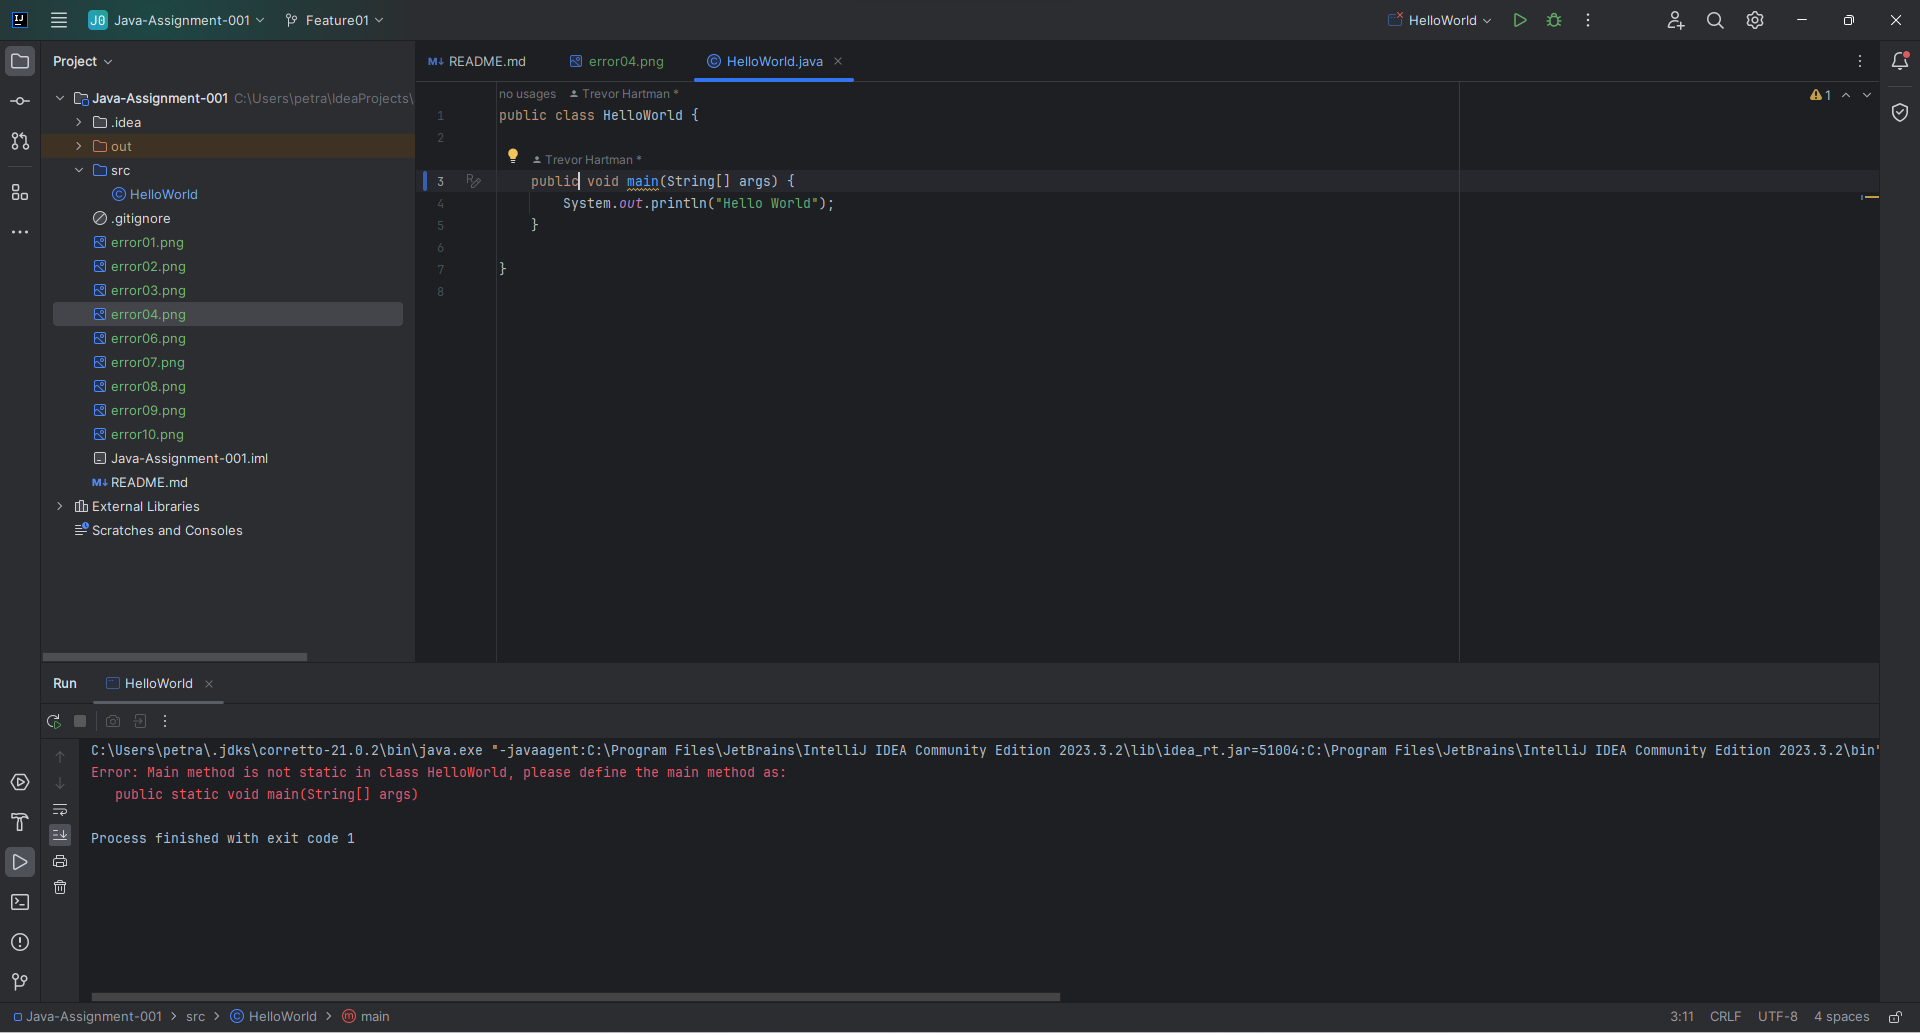 J0 Java-Assignment-001 Feature01 HelloWorld
Project
M↓ README.md error04.png HelloWorld.java
Java-Assignment-001 C:\Users\petra\IdeaProjects\
.idea
out
src
HelloWorld
.gitignore
error01.png
error02.png
error03.png
error04.png
error06.png
error07.png
error08.png
error09.png
error10.png
Java-Assignment-001.iml
M↓ README.md
External Libraries
Scratches and Consoles
no usages Trevor Hartman *
1 public class HelloWorld {
2
Trevor Hartman *
3 public void main(String[] args) {
4 System.out.println("Hello World");
5 }
6
7 }
8
1
Run HelloWorld
C:\Users\petra\.jdks\corretto-21.0.2\bin\java.exe "-javaagent:C:\Program Files\JetBrains\IntelliJ IDEA Community Edition 2023.3.2\lib\idea_rt.jar=51004:C:\Program Files\JetBrains\IntelliJ IDEA Community Edition 2023.3.2\bin"
Error: Main method is not static in class HelloWorld, please define the main method as:
public static void main(String[] args)
Process finished with exit code 1
Java-Assignment-001 > src > HelloWorld > main 3:11 CRLF UTF-8 4 spaces